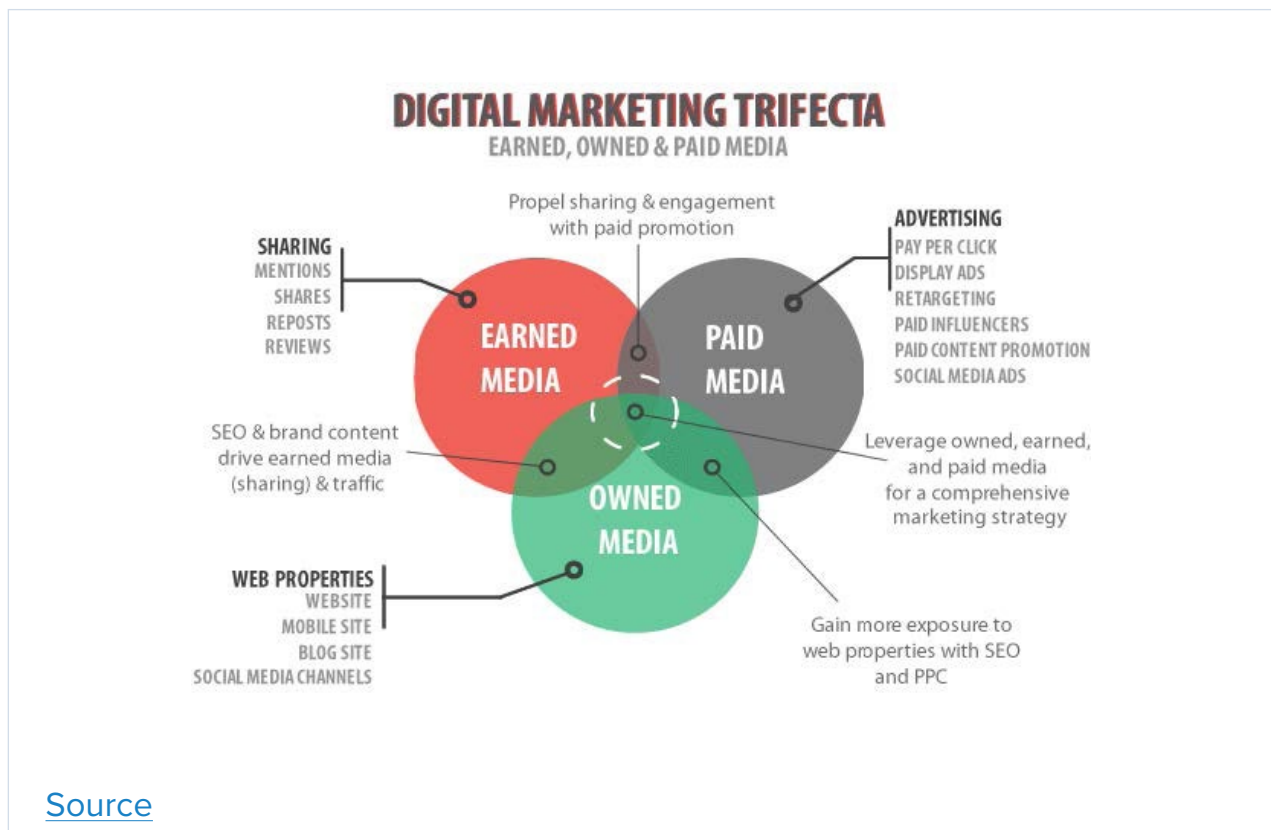 DIGITAL MARKETING TRIFECTA
EARNED, OWNED & PAID MEDIA
Propel sharing & engagement
with paid promotion
SHARING
MENTIONS
SHARES
REPOSTS
REVIEWS
ADVERTISING
PAY PER CLICK
DISPLAY ADS
RETARGETING
PAID INFLUENCERS
PAID CONTENT PROMOTION
SOCIAL MEDIA ADS
EARNED
MEDIA
PAID
MEDIA
SEO & brand content
drive earned media
(sharing) & traffic
Leverage owned, earned,
and paid media
for a comprehensive
marketing strategy
OWNED
MEDIA
WEB PROPERTIES
WEBSITE
MOBILE SITE
BLOG SITE
SOCIAL MEDIA CHANNELS
Gain more exposure to
web properties with SEO
and PPC
Source